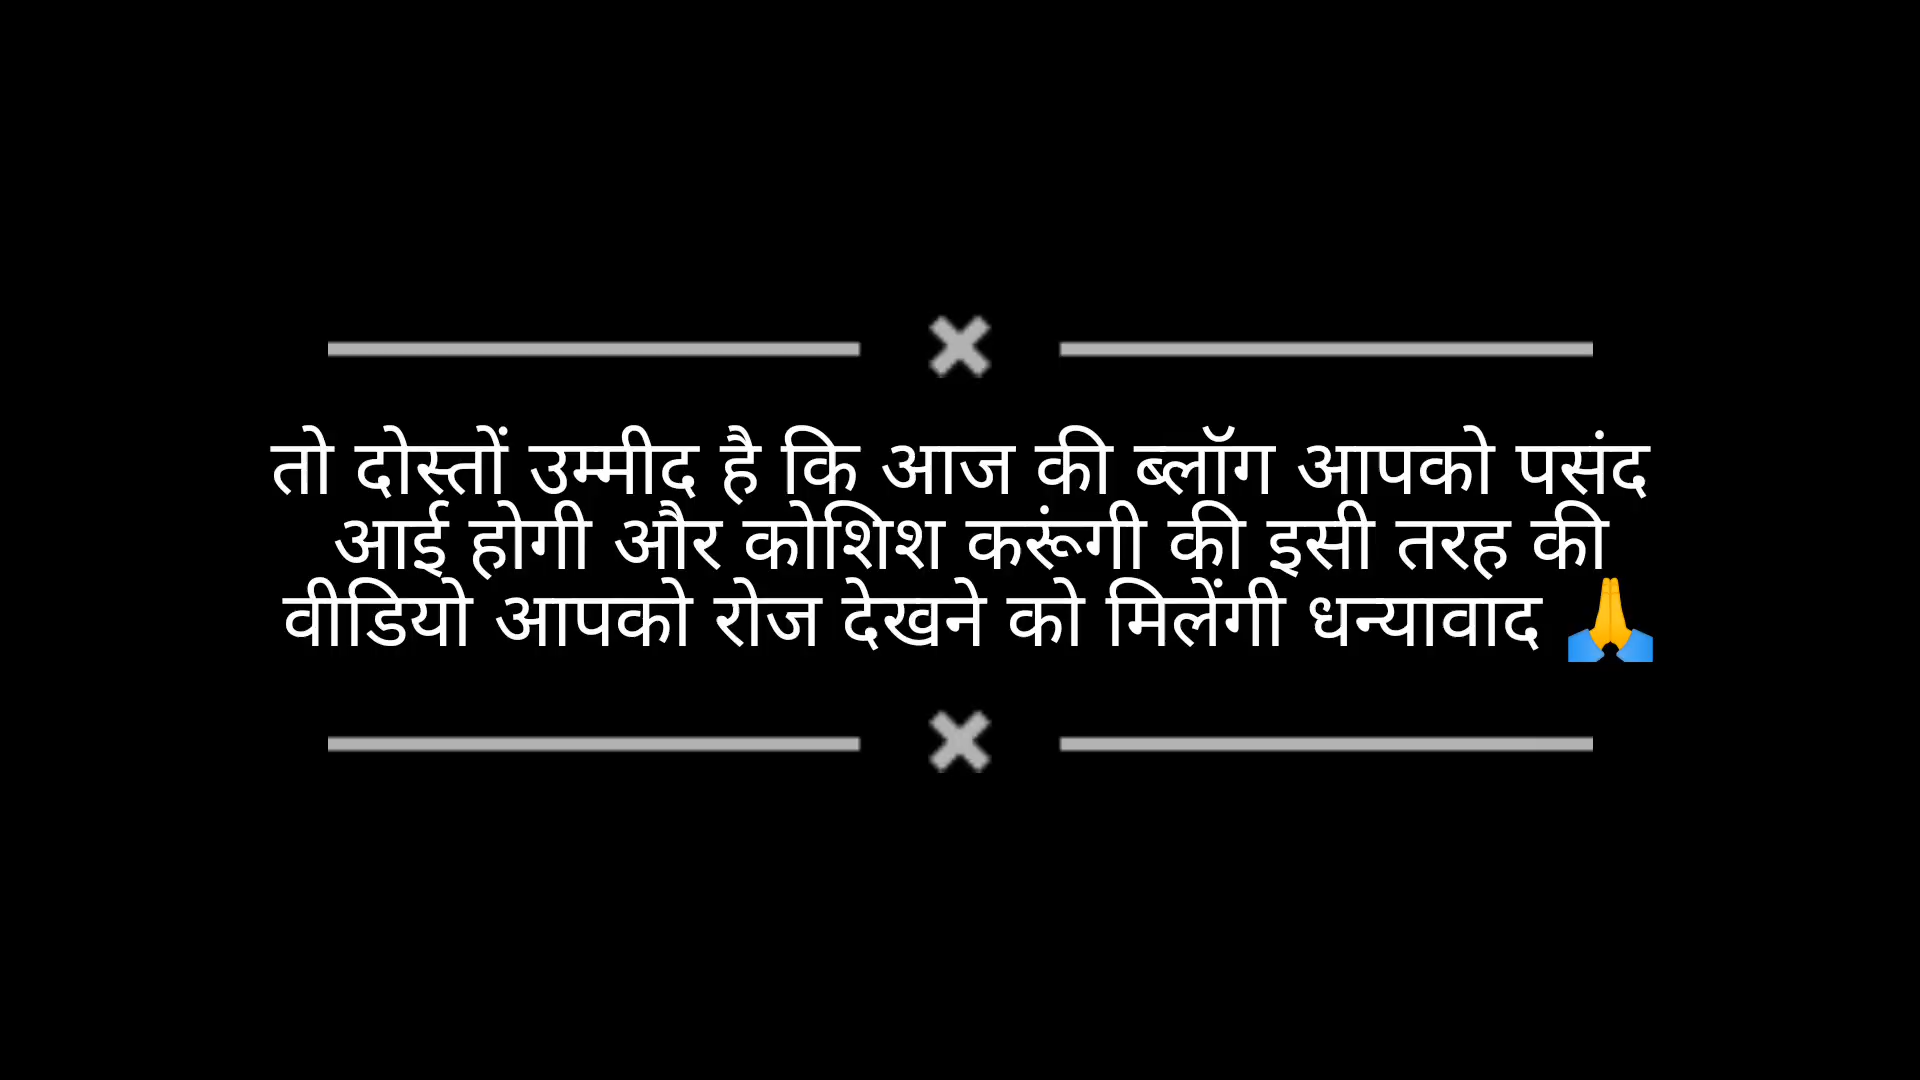 तो दोस्तों उम्मीद है कि आज की ब्लॉग आपको पसंद
आई होगी और कोशिश करूंगी की इसी तरह की
वीडियो आपको रोज देखने को मिलेंगी धन्यावाद 🙏